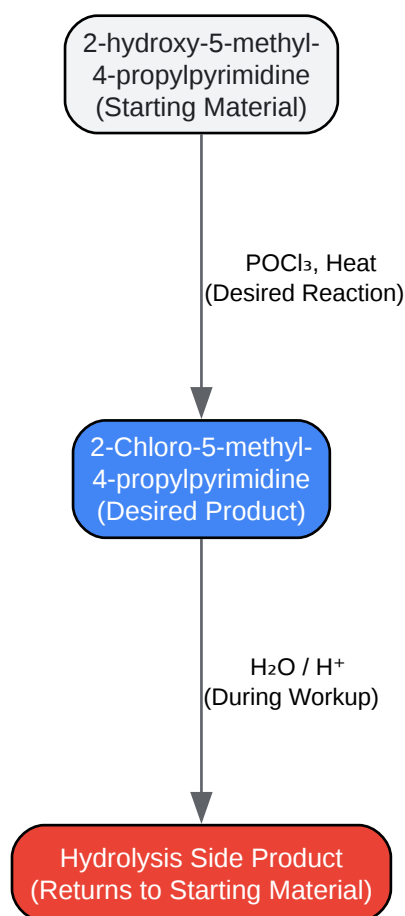 2-hydroxy-5-methyl-
4-propylpyrimidine
(Starting Material)
POCl₃, Heat
(Desired Reaction)
2-Chloro-5-methyl-
4-propylpyrimidine
(Desired Product)
H₂O / H⁺
(During Workup)
Hydrolysis Side Product
(Returns to Starting Material)